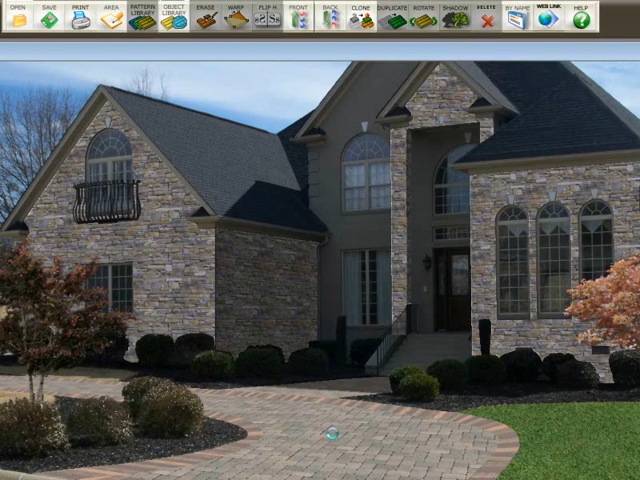 OPEN SAVE PRINT AREA PATTERN LIBRARY OBJECT LIBRARY ERASE WARP FLIP H FRONT BACK CLONE DUPLICATE ROTATE SHADOW DELETE BY NAME WEB LINK HELP